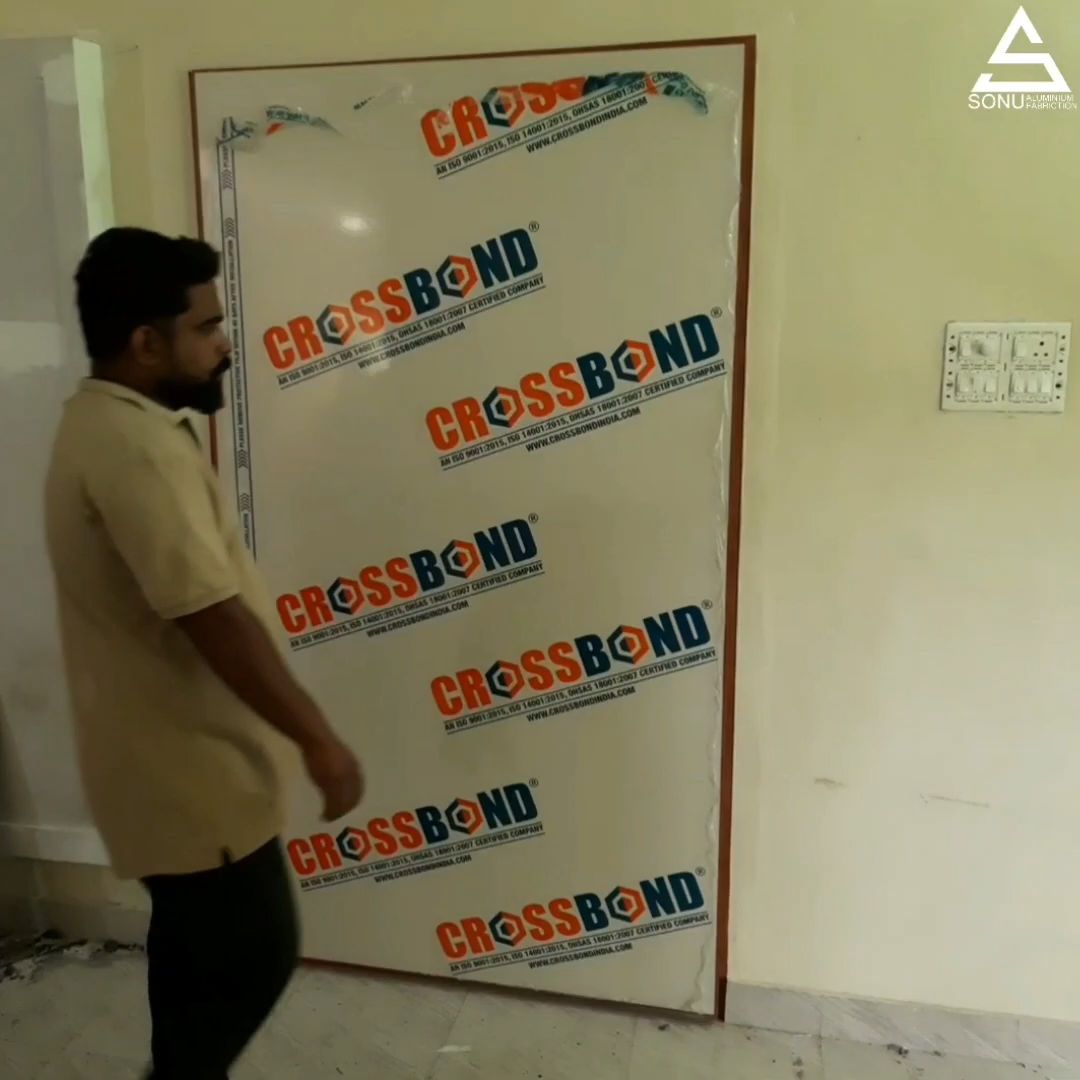 SONU ALUMINIUM FABRICATION
CROSS
AN ISO 9001:2015, ISO 14001:2015, OHSAS 18001:2007 CERTIFIED
WWW.CROSSBONDINDIA.COM
CROSSBOND®
AN ISO 9001:2015, ISO 14001:2015, OHSAS 18001:2007 CERTIFIED COMPANY
WWW.CROSSBONDINDIA.COM
CROSSBOND®
AN ISO 9001:2015, ISO 14001:2015, OHSAS 18001:2007 CERTIFIED COMPANY
WWW.CROSSBONDINDIA.COM
CROSSBOND®
AN ISO 9001:2015, ISO 14001:2015, OHSAS 18001:2007 CERTIFIED COMPANY
WWW.CROSSBONDINDIA.COM
CROSSBOND®
AN ISO 9001:2015, ISO 14001:2015, OHSAS 18001:2007 CERTIFIED COMPANY
WWW.CROSSBONDINDIA.COM
CROSSBOND®
AN ISO 9001:2015, ISO 14001:2015, OHSAS 18001:2007 CERTIFIED COMPANY
WWW.CROSSBONDINDIA.COM
CROSSBOND®
AN ISO 9001:2015, ISO 14001:2015, OHSAS 18001:2007 CERTIFIED COMPANY
WWW.CROSSBONDINDIA.COM